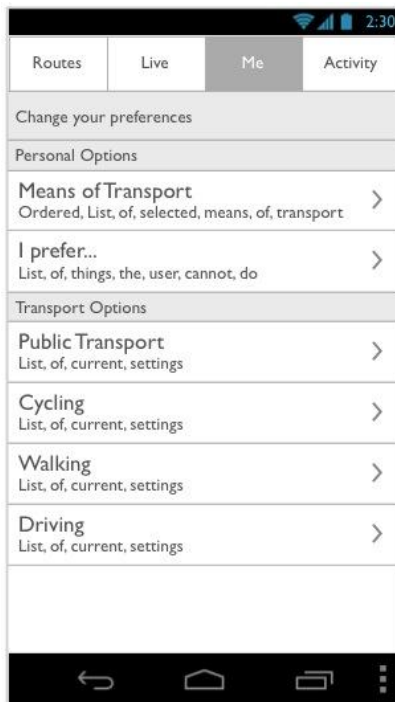 2:30
Routes Live Me Activity
Change your preferences
Personal Options
Means of Transport
Ordered, List, of, selected, means, of, transport
I prefer...
List, of, things, the, user, cannot, do
Transport Options
Public Transport
List, of, current, settings
Cycling
List, of, current, settings
Walking
List, of, current, settings
Driving
List, of, current, settings